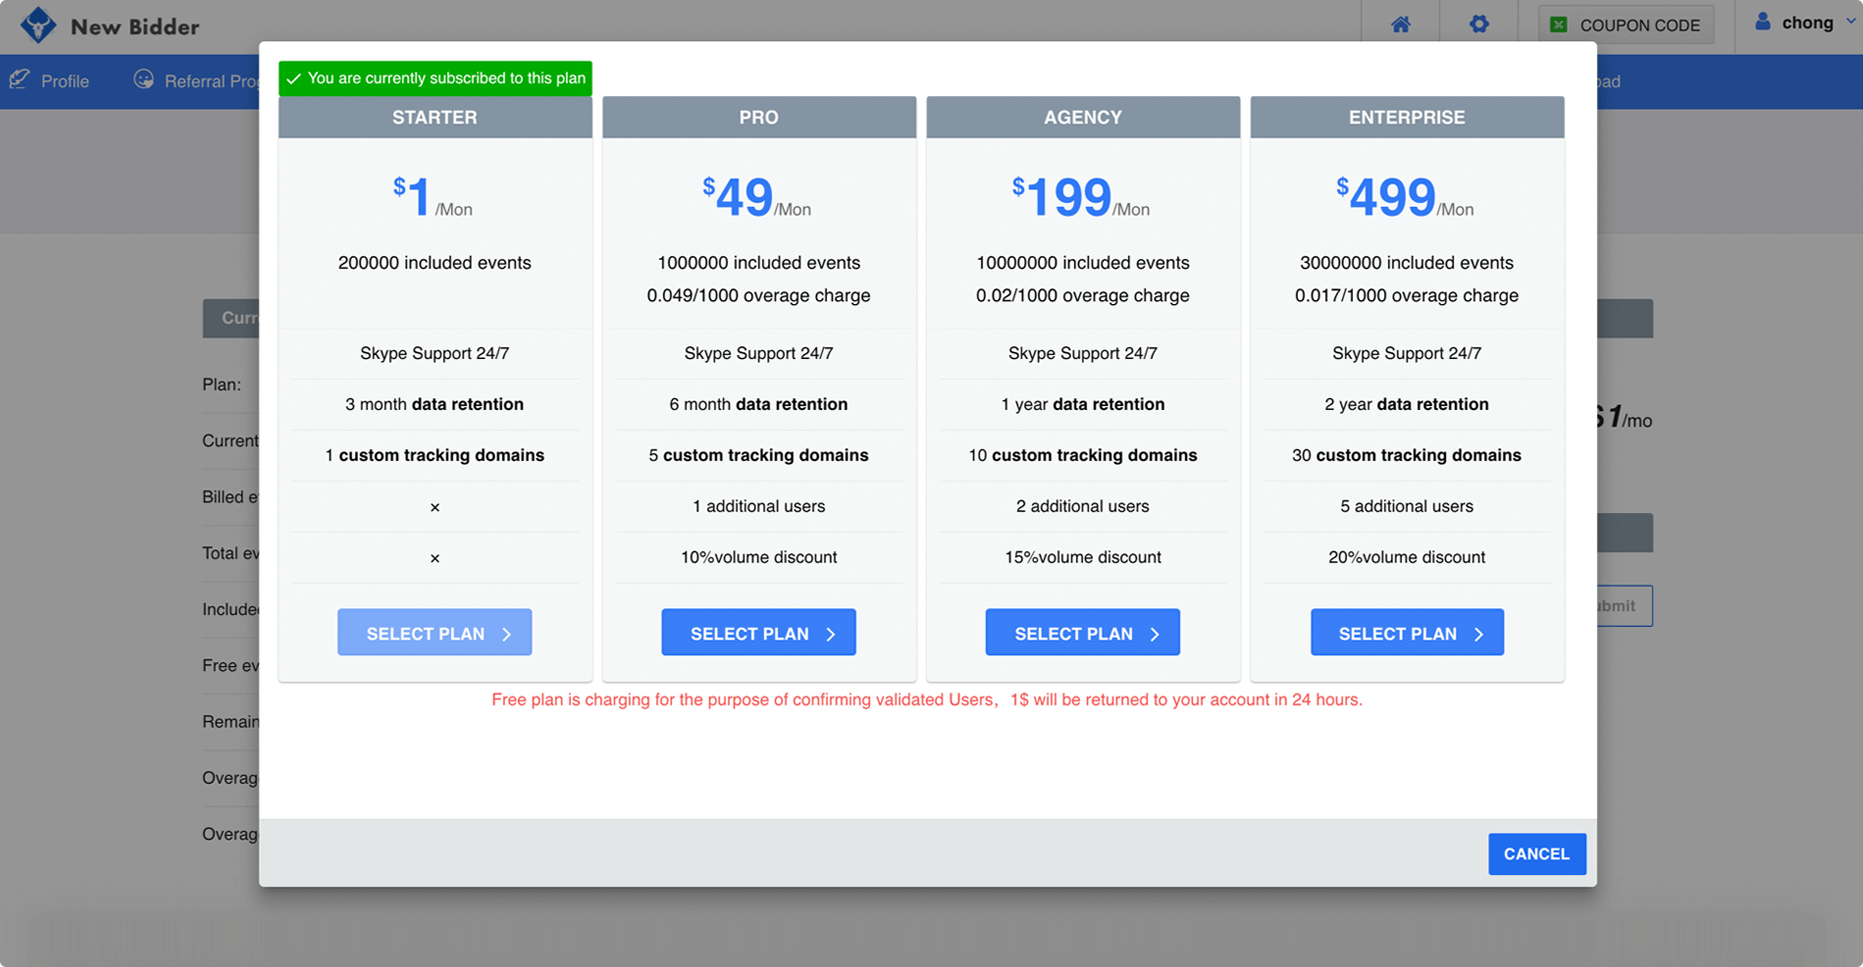 New Bidder
COUPON CODE
chong
Profile
Referral Prog
oad
You are currently subscribed to this plan
STARTER
$1/Mon
200000 included events
Skype Support 24/7
3 month data retention
1 custom tracking domains
×
×
SELECT PLAN
PRO
$49/Mon
1000000 included events
0.049/1000 overage charge
Skype Support 24/7
6 month data retention
5 custom tracking domains
1 additional users
10%volume discount
SELECT PLAN
AGENCY
$199/Mon
10000000 included events
0.02/1000 overage charge
Skype Support 24/7
1 year data retention
10 custom tracking domains
2 additional users
15%volume discount
SELECT PLAN
ENTERPRISE
$499/Mon
30000000 included events
0.017/1000 overage charge
Skype Support 24/7
2 year data retention
30 custom tracking domains
5 additional users
20%volume discount
SELECT PLAN
Free plan is charging for the purpose of confirming validated Users，1$ will be returned to your account in 24 hours.
CANCEL
Curr
Plan:
Current
Billed e
Total ev
Include
Free ev
Remain
Overag
Overag
$1/mo
ubmit